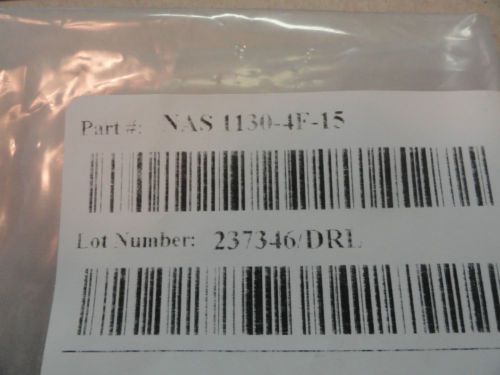 Part #: NAS 1130-4F-15
Lot Number: 237346/DRL